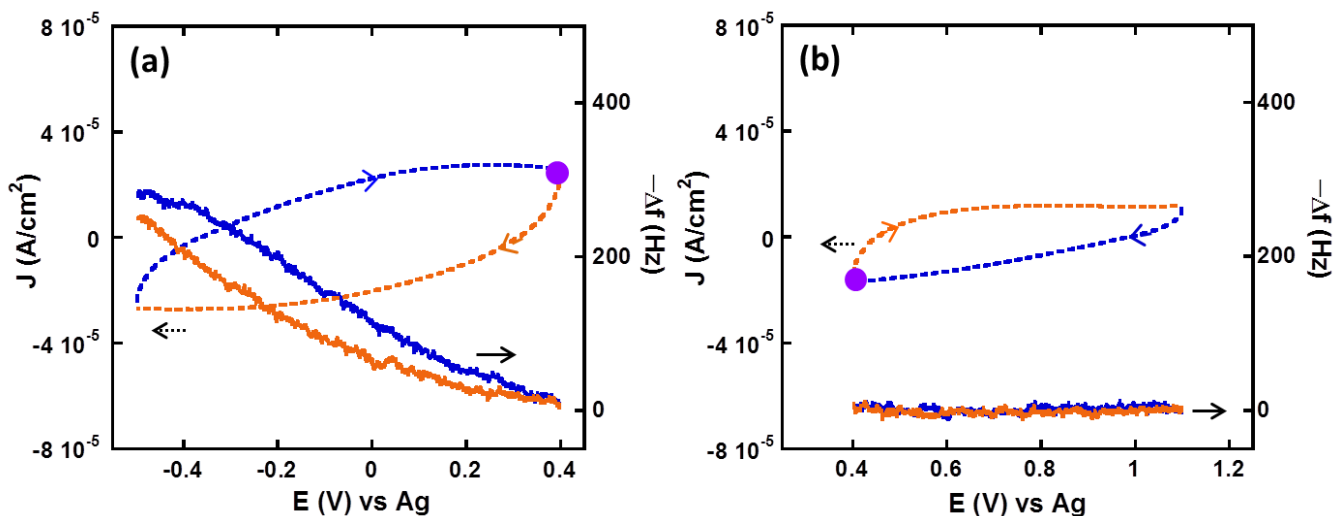 (a)
8 10-5
4 10-5
0
-4 10-5
-8 10-5
J (A/cm2)
-0.4 -0.2 0 0.2 0.4
E (V) vs Ag
400
200
0
−Δf (Hz)
(b)
8 10-5
4 10-5
0
-4 10-5
-8 10-5
J (A/cm2)
0.4 0.6 0.8 1 1.2
E (V) vs Ag
400
200
0
−Δf (Hz)